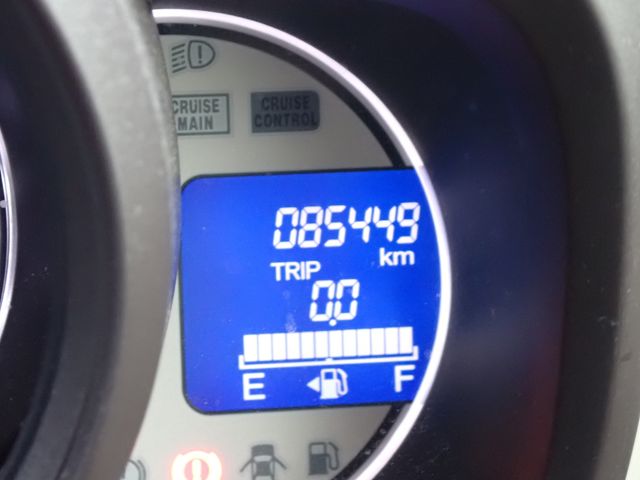 CRUISE MAIN
CRUISE CONTROL
085449
km
TRIP
0.0
E
F